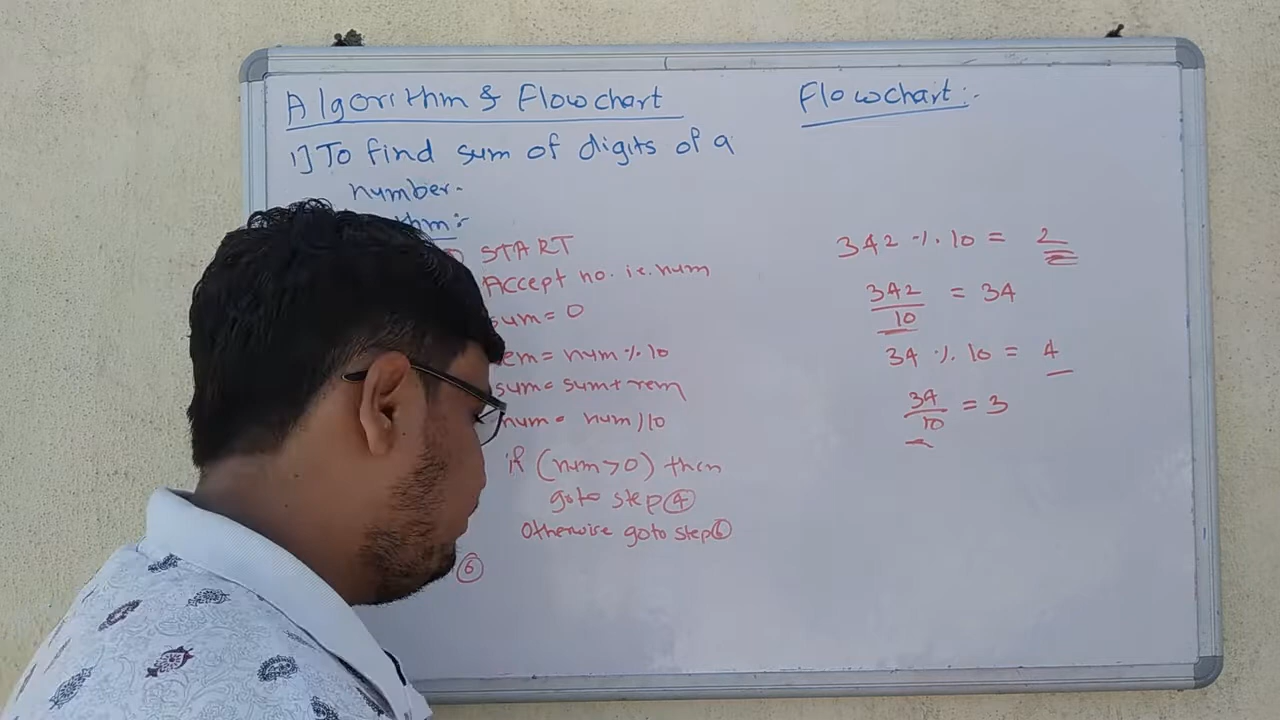 Algorithm & Flowchart
1] To find sum of digits of a
number.
thm:-
START
Accept no. i.e. num
sum = 0
rem = num % 10
sum = sum + rem
num = num / 10
if (num > 0) then
goto step ④
Otherwise goto step ⑥
⑥
Flowchart:-
342 % 10 = 2
342 / 10 = 34
34 % 10 = 4
34 / 10 = 3